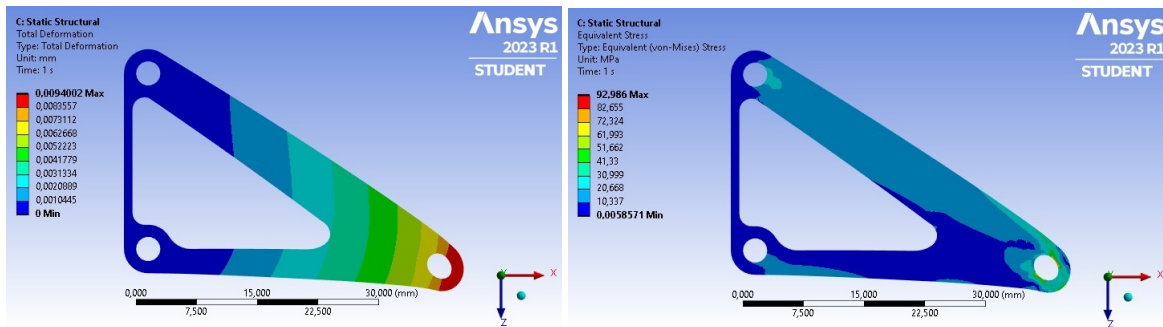 C: Static Structural
Total Deformation
Type: Total Deformation
Unit: mm
Time: 1 s
0,0094002 Max
0,0083557
0,0073112
0,0062668
0,0052223
0,0041779
0,0031334
0,0020889
0,0010445
0 Min
Ansys
2023 R1
STUDENT
0,000
15,000
30,000 (mm)
7,500
22,500
Y
X
Z
C: Static Structural
Equivalent Stress
Type: Equivalent (von-Mises) Stress
Unit: MPa
Time: 1 s
92,986 Max
82,655
72,324
61,993
51,662
41,33
30,999
20,668
10,337
0,0058571 Min
Ansys
2023 R1
STUDENT
0,000
15,000
30,000 (mm)
7,500
22,500
Y
X
Z